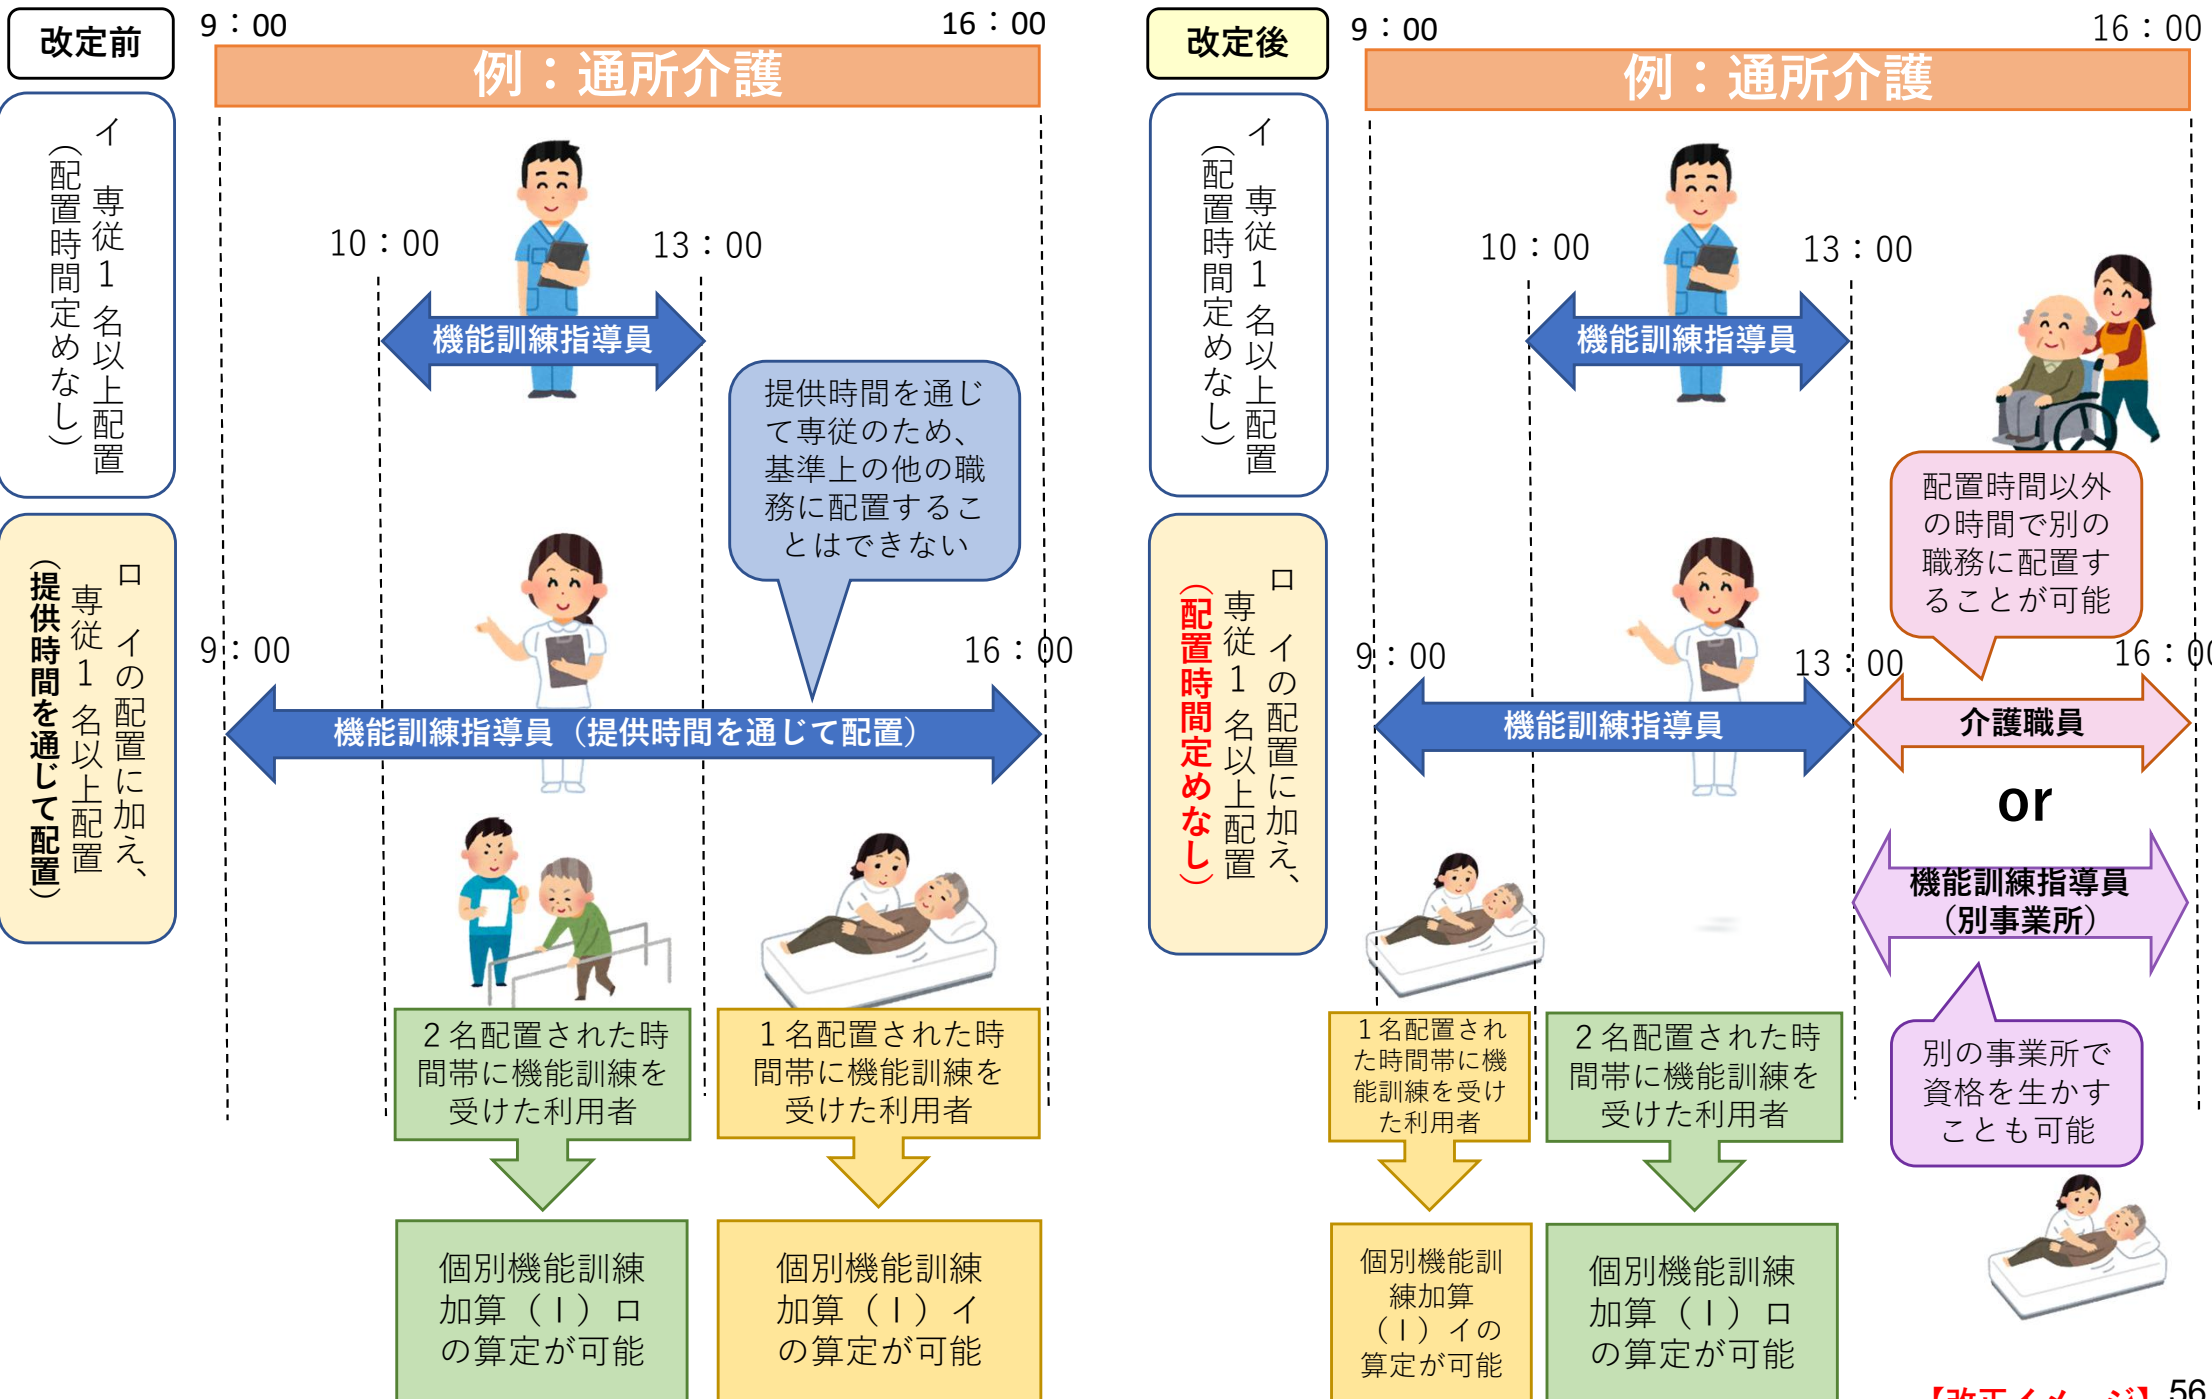 改定前
9：00
16：00
例：通所介護
イ　専従１名以上配置
（配置時間定めなし）
10：00
13：00
機能訓練指導員
提供時間を通じ
て専従のため、
基準上の他の職
務に配置するこ
とはできない
ロ　イの配置に加え、
専従１名以上配置
（提供時間を通じて配置）
9：00
16：00
機能訓練指導員（提供時間を通じて配置）
２名配置された時
間帯に機能訓練を
受けた利用者
１名配置された時
間帯に機能訓練を
受けた利用者
個別機能訓練
加算（Ⅰ）ロ
の算定が可能
個別機能訓練
加算（Ⅰ）イ
の算定が可能
改定後
9：00
16：00
例：通所介護
イ　専従１名以上配置
（配置時間定めなし）
10：00
13：00
機能訓練指導員
配置時間以外
の時間で別の
職務に配置す
ることが可能
ロ　イの配置に加え、
専従１名以上配置
（配置時間定めなし）
9：00
13：00
16：00
機能訓練指導員
介護職員
or
機能訓練指導員
（別事業所）
別の事業所で
資格を生かす
ことも可能
１名配置され
た時間帯に機
能訓練を受け
た利用者
２名配置された時
間帯に機能訓練を
受けた利用者
個別機能訓
練加算
（Ⅰ）イの
算定が可能
個別機能訓練
加算（Ⅰ）ロ
の算定が可能
【改正イメージ】
56